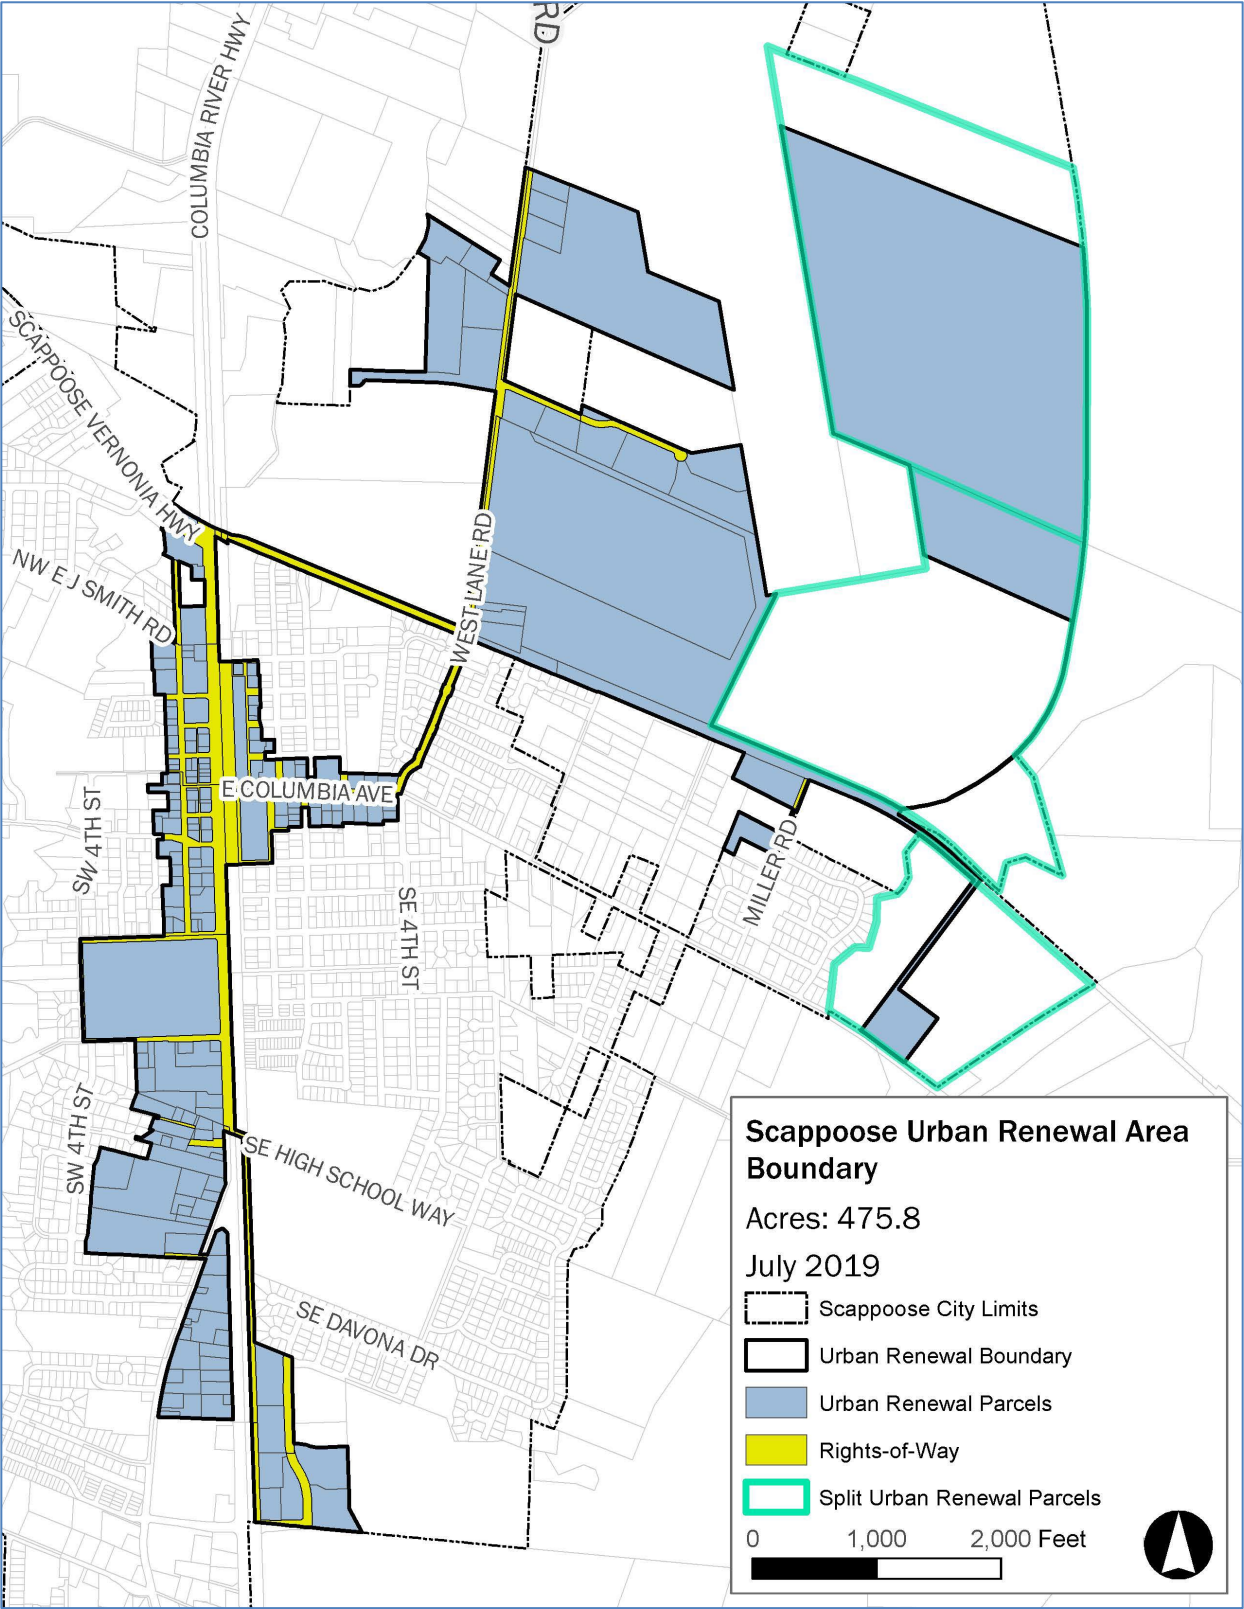 RD
COLUMBIA RIVER HWY
SCAPPOOSE VERNONIA HWY
NW E J SMITH RD
WEST LANE RD
E COLUMBIA AVE
SW 4TH ST
SE 4TH ST
MILLER RD
SW 4TH ST
SE HIGH SCHOOL WAY
SE DAVONA DR
Scappoose Urban Renewal Area
Boundary
Acres: 475.8
July 2019
Scappoose City Limits
Urban Renewal Boundary
Urban Renewal Parcels
Rights-of-Way
Split Urban Renewal Parcels
0 1,000 2,000 Feet